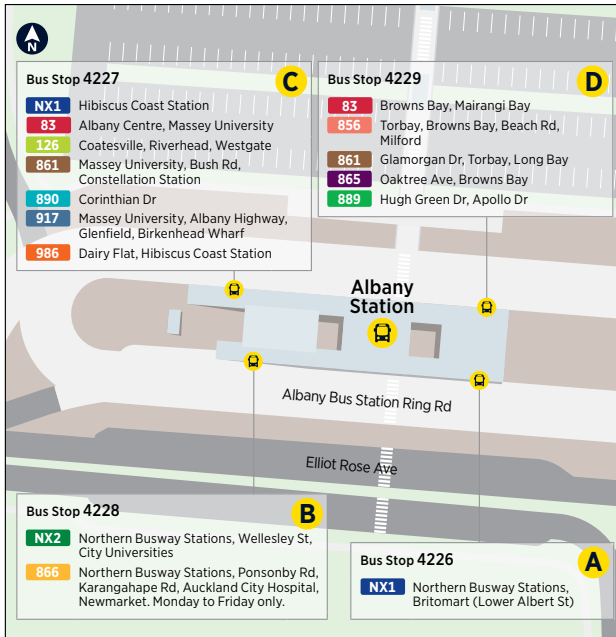 N
Bus Stop 4227
C
NX1 Hibiscus Coast Station
83 Albany Centre, Massey University
126 Coatesville, Riverhead, Westgate
861 Massey University, Bush Rd,
Constellation Station
890 Corinthian Dr
917 Massey University, Albany Highway,
Glenfield, Birkenhead Wharf
986 Dairy Flat, Hibiscus Coast Station
Bus Stop 4229
D
83 Browns Bay, Mairangi Bay
856 Torbay, Browns Bay, Beach Rd,
Milford
861 Glamorgan Dr, Torbay, Long Bay
865 Oaktree Ave, Browns Bay
889 Hugh Green Dr, Apollo Dr
Albany
Station
Albany Bus Station Ring Rd
Elliot Rose Ave
Bus Stop 4228
B
NX2 Northern Busway Stations, Wellesley St,
City Universities
866 Northern Busway Stations, Ponsonby Rd,
Karangahape Rd, Auckland City Hospital,
Newmarket. Monday to Friday only.
Bus Stop 4226
A
NX1 Northern Busway Stations,
Britomart (Lower Albert St)